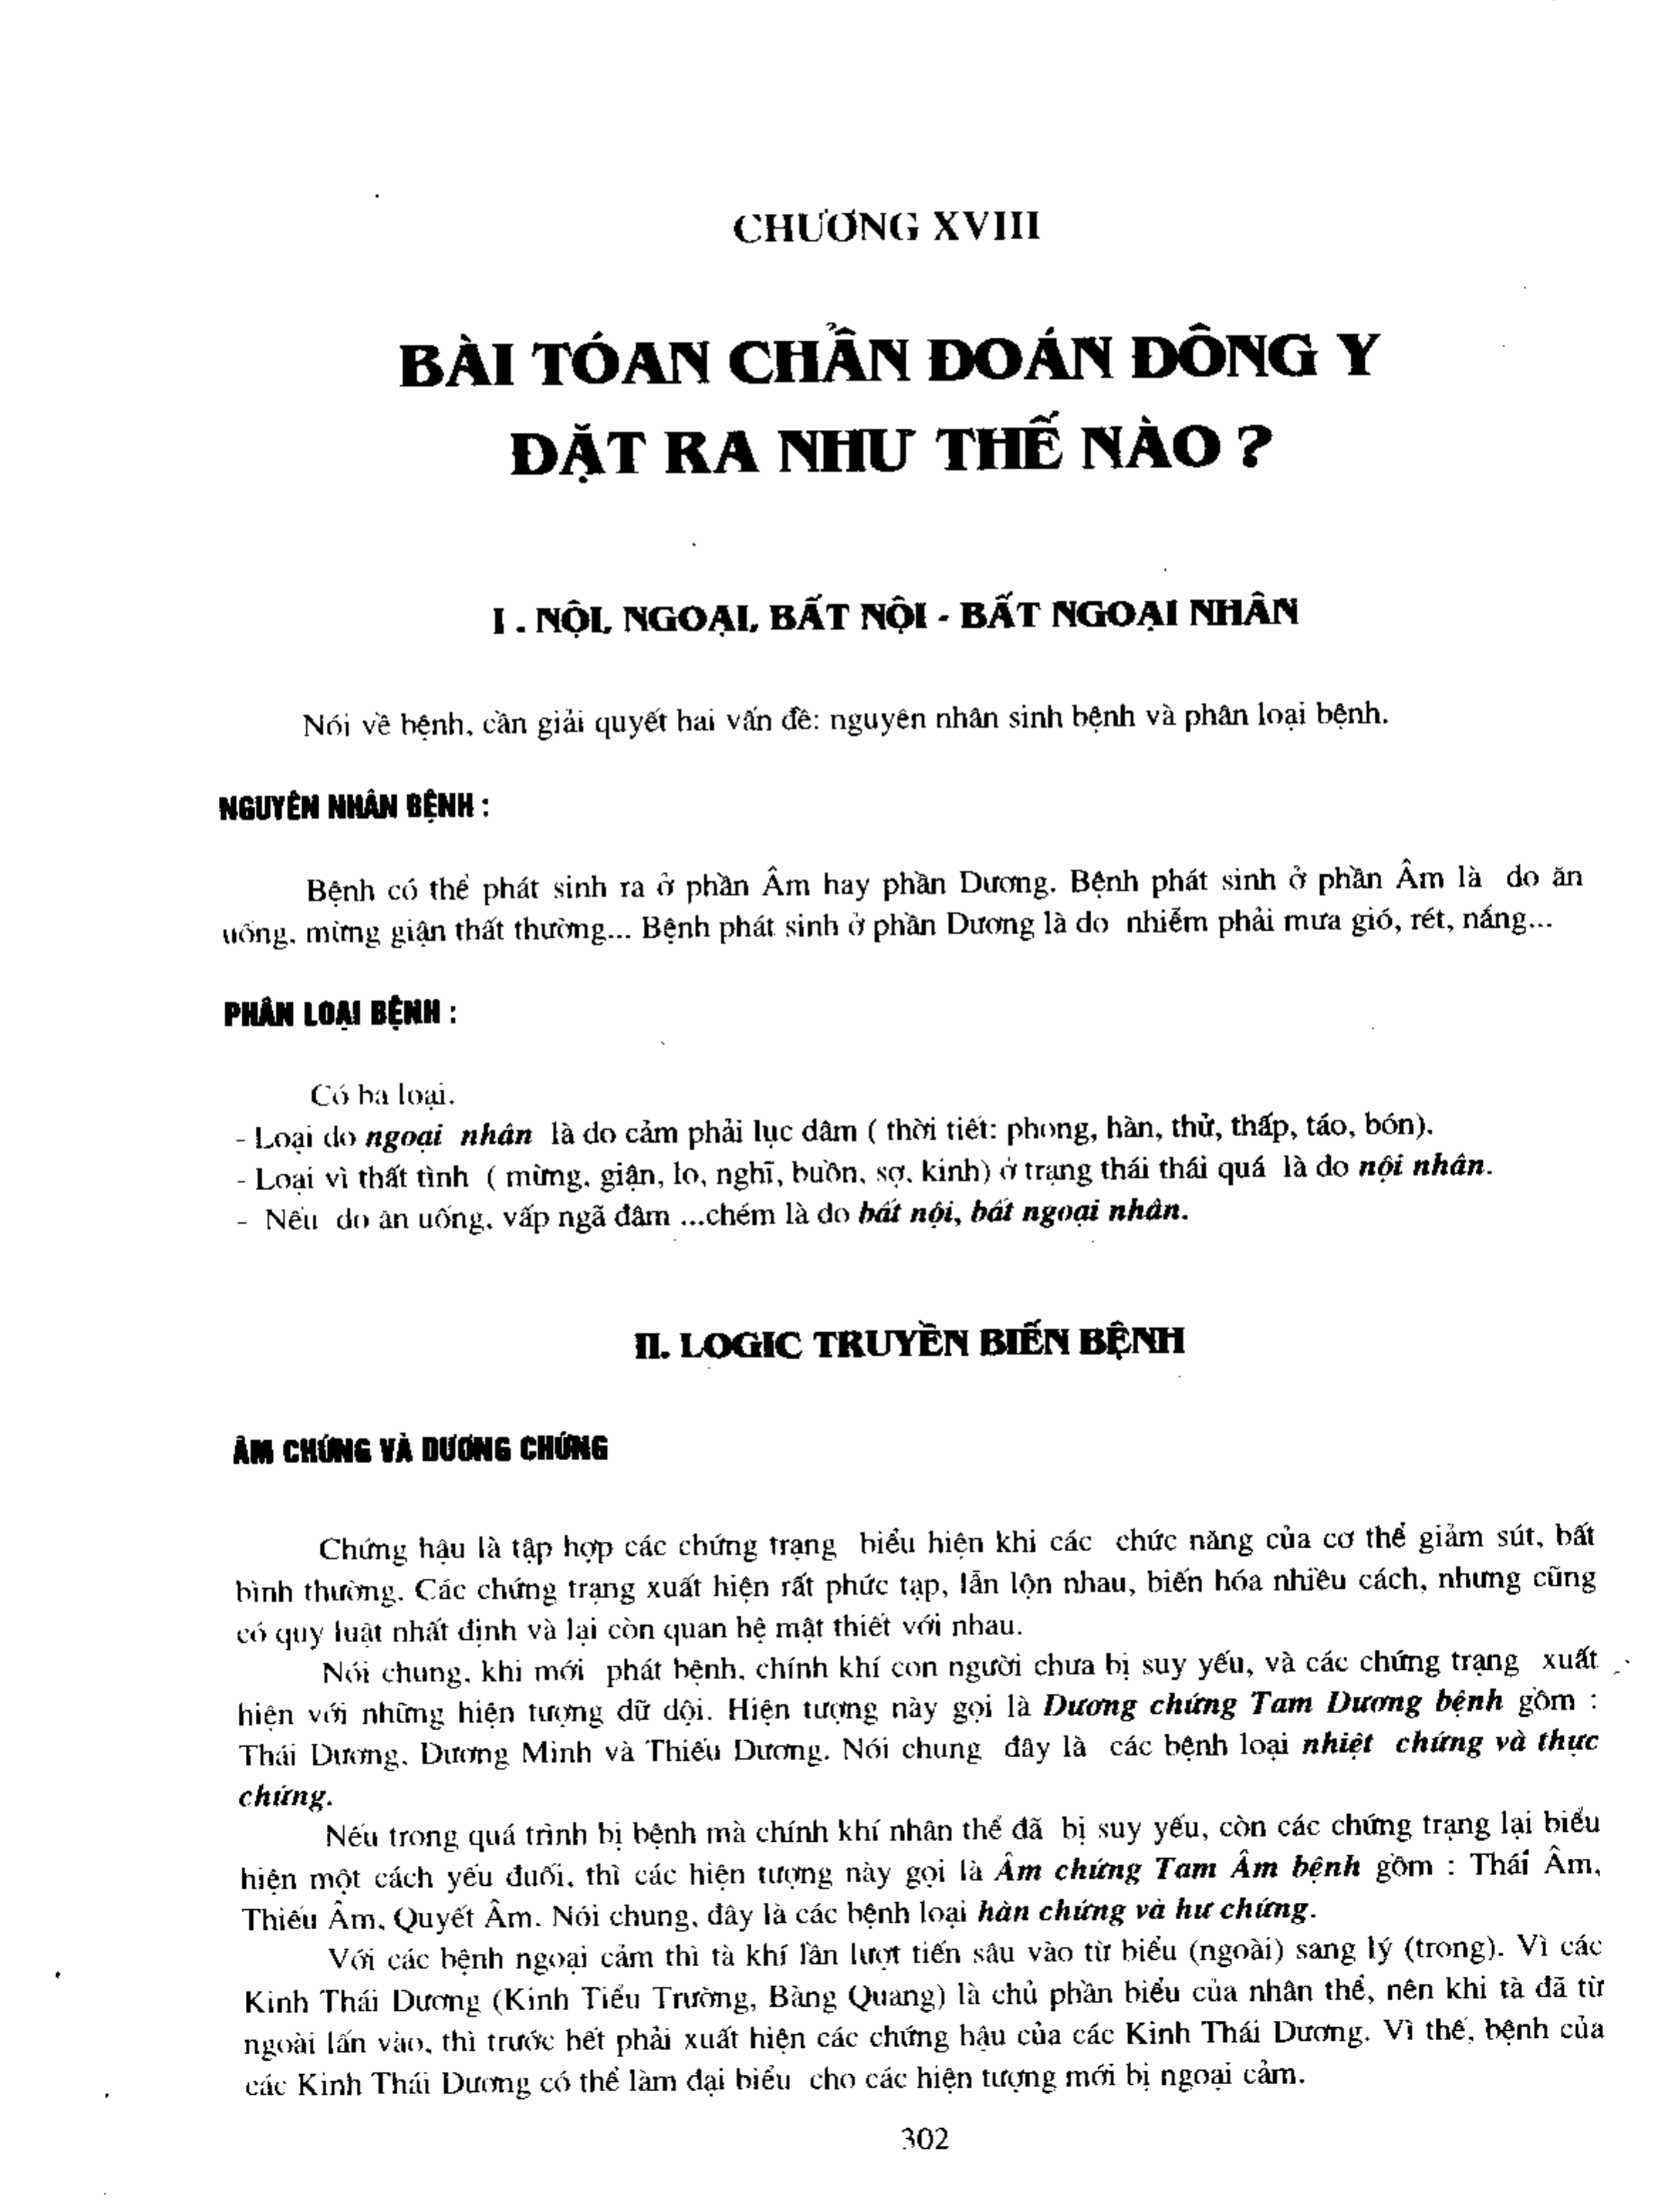 CHƯƠNG XVIII
BÀI TÓAN CHẨN ĐOÁN ĐÔNG Y
ĐẶT RA NHƯ THẾ NÀO ?
I . NỘI, NGOẠI, BẤT NỘI - BẤT NGOẠI NHÂN
Nói về bệnh, cần giải quyết hai vấn đề: nguyên nhân sinh bệnh và phân loại bệnh.
NGUYÊN NHÂN BỆNH :
Bệnh có thể phát sinh ra ở phần Âm hay phần Dương. Bệnh phát sinh ở phần Âm là do ăn
uống, mừng giận thất thường... Bệnh phát sinh ở phần Dương là do nhiễm phải mưa gió, rét, nắng...
PHÂN LOẠI BỆNH :
Có ba loại.
- Loại do ngoại nhân là do cảm phải lục dâm ( thời tiết: phong, hàn, thử, thấp, táo, bón).
- Loại vì thất tình ( mừng, giận, lo, nghĩ, buồn, sợ, kinh) ở trạng thái thái quá là do nội nhân.
- Nếu do ăn uống, vấp ngã đâm ...chém là do bất nội, bất ngoại nhân.
II. LOGIC TRUYỀN BIẾN BỆNH
ÂM CHỨNG VÀ DƯƠNG CHỨNG
Chứng hậu là tập hợp các chứng trạng biểu hiện khi các chức năng của cơ thể giảm sút, bất
bình thường. Các chứng trạng xuất hiện rất phức tạp, lẫn lộn nhau, biến hóa nhiều cách, nhưng cũng
có quy luật nhất định và lại còn quan hệ mật thiết với nhau.
Nói chung, khi mới phát bệnh, chính khí con người chưa bị suy yếu, và các chứng trạng xuất
hiện với những hiện tượng dữ dội. Hiện tượng này gọi là Dương chứng Tam Dương bệnh gồm :
Thái Dương, Dương Minh và Thiếu Dương. Nói chung đây là các bệnh loại nhiệt chứng và thực
chứng.
Nếu trong quá trình bị bệnh mà chính khí nhân thể đã bị suy yếu, còn các chứng trạng lại biểu
hiện một cách yếu đuối, thì các hiện tượng này gọi là Âm chứng Tam Âm bệnh gồm : Thái Âm,
Thiếu Âm, Quyết Âm. Nói chung, đây là các bệnh loại hàn chứng và hư chứng.
Với các bệnh ngoại cảm thì tà khí lần lượt tiến sâu vào từ biểu (ngoài) sang lý (trong). Vì các
Kinh Thái Dương (Kinh Tiểu Trường, Bàng Quang) là chủ phần biểu của nhân thể, nên khi tà đã từ
ngoài lấn vào, thì trước hết phải xuất hiện các chứng hậu của các Kinh Thái Dương. Vì thế, bệnh của
các Kinh Thái Dương có thể làm đại biểu cho các hiện tượng mới bị ngoại cảm.
302